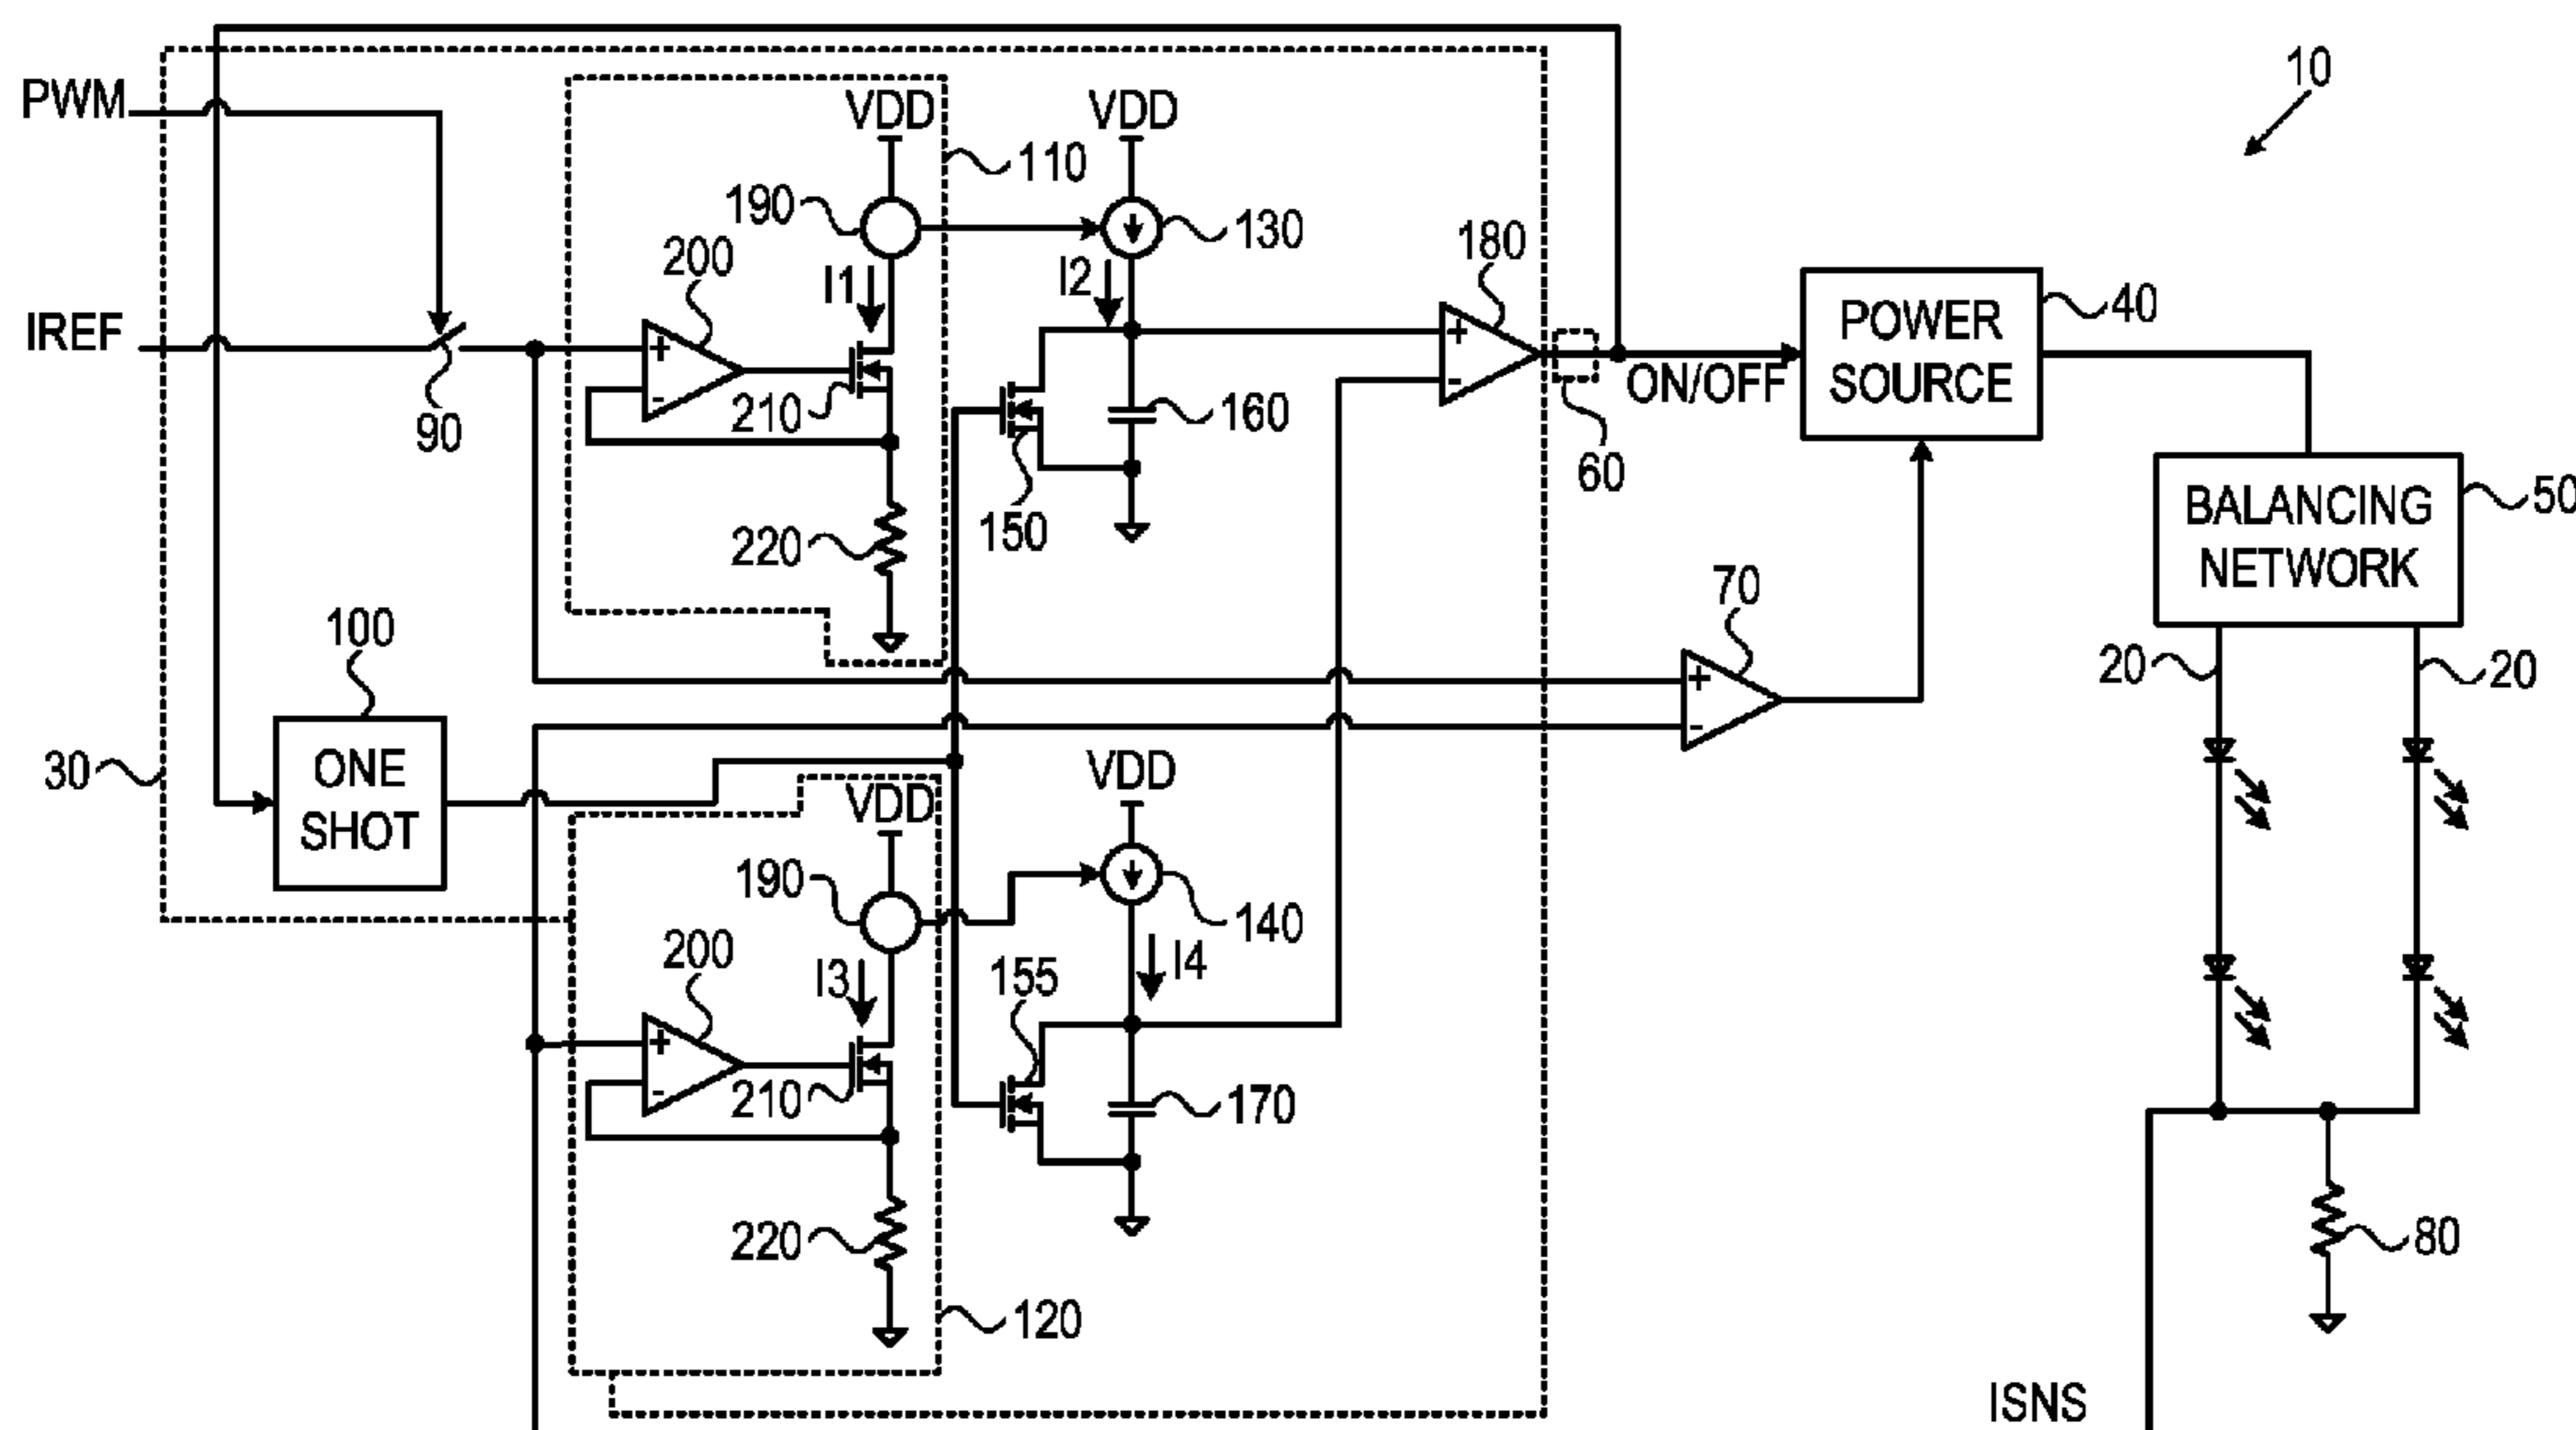 10
PWM
VDD
VDD
110
190
130
180
200
I1
I2
40
POWER
SOURCE
IREF
+
-
+
-
ON/OFF
210
160
90
60
50
BALANCING
NETWORK
150
220
70
100
20
20
+
-
30
ONE
SHOT
VDD
VDD
190
140
200
I3
155
I4
+
-
210
170
220
80
120
ISNS